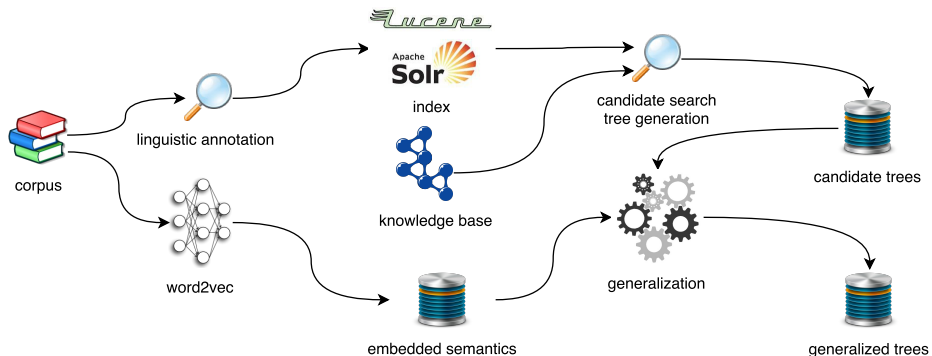 Lucene
Apache
Solr
index
candidate search
tree generation
linguistic annotation
corpus
candidate trees
knowledge base
word2vec
generalization
embedded semantics
generalized trees